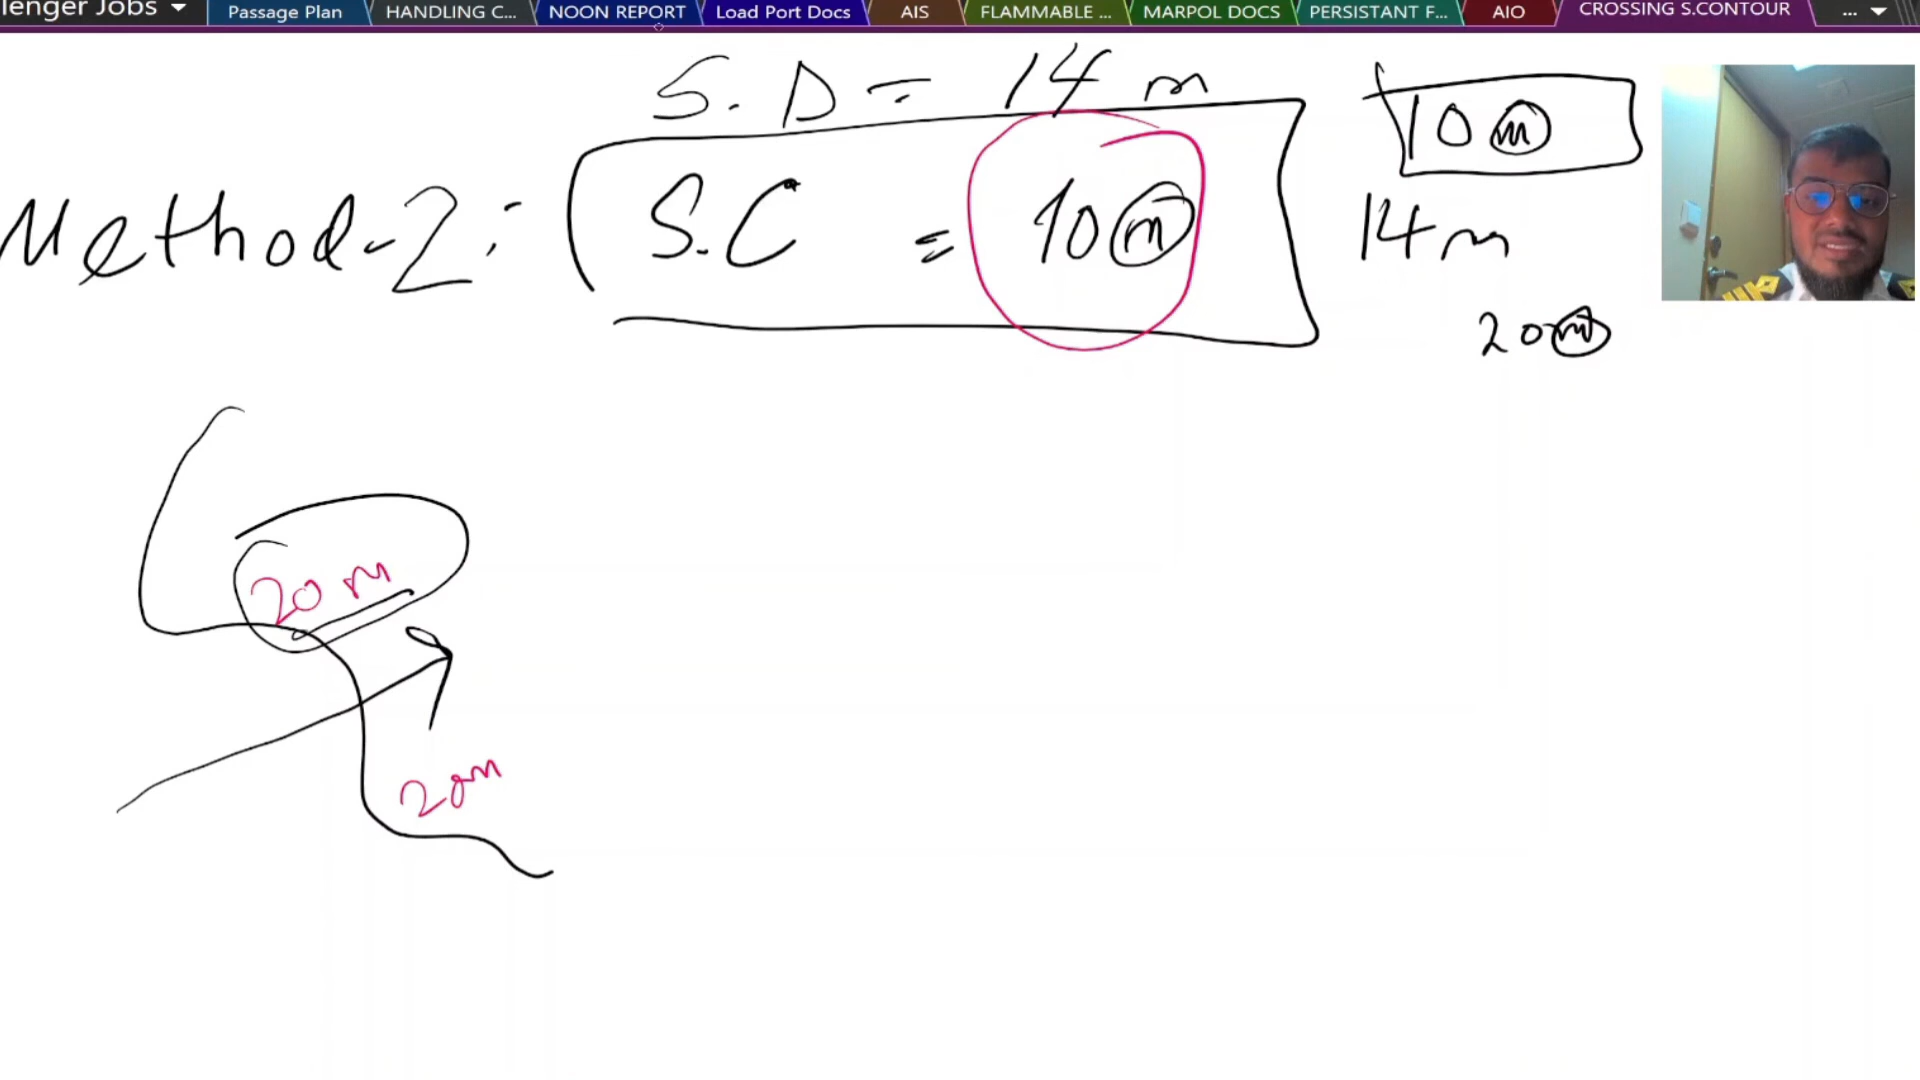 lenger Jobs Passage Plan HANDLING C... NOON REPORT Load Port Docs AIS FLAMMABLE ... MARPOL DOCS PERSISTANT F... AIO CROSSING S.CONTOUR ...
S.D = 14 m
10 m
Method-2: S.C = 10 m
14 m
20 m
20 m
20m